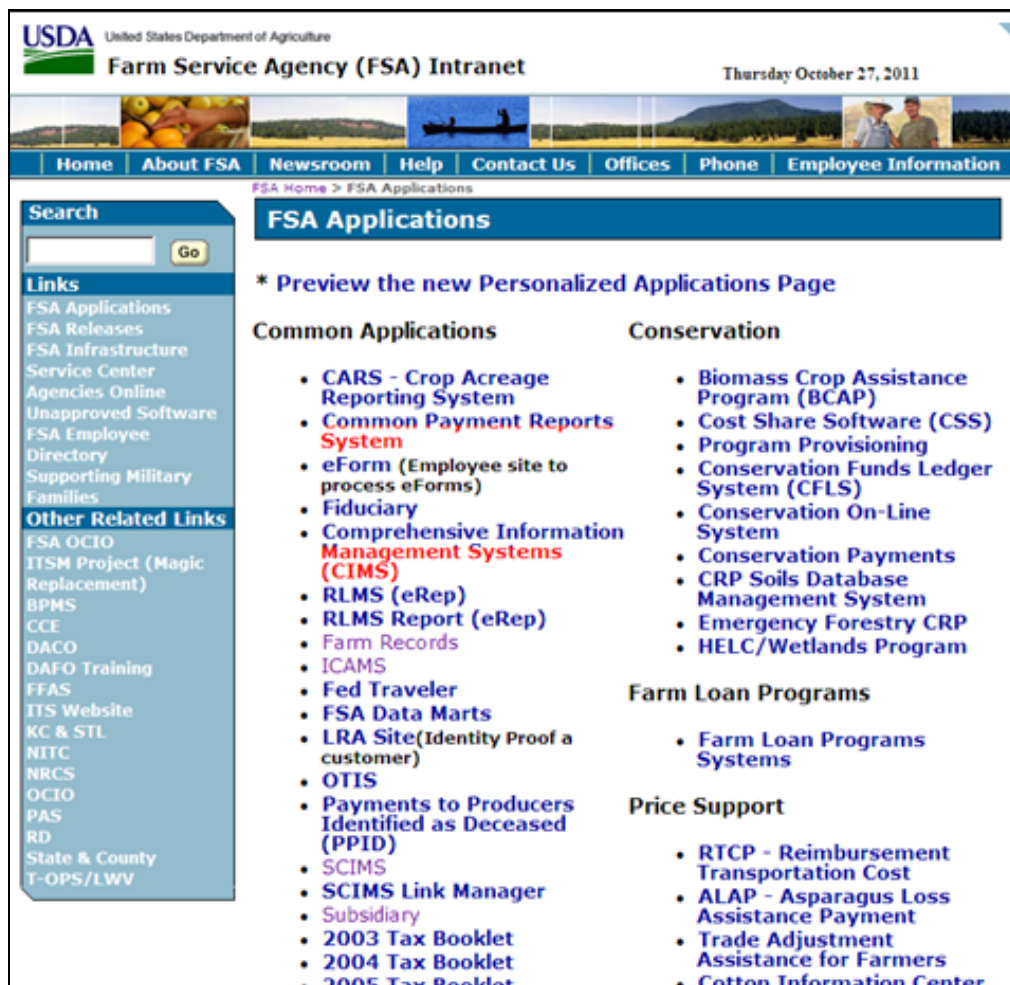 USDA United States Department of Agriculture
Farm Service Agency (FSA) Intranet
Thursday October 27, 2011
Home About FSA Newsroom Help Contact Us Offices Phone Employee Information
FSA Home > FSA Applications
Search
Go
Links
FSA Applications
FSA Releases
FSA Infrastructure
Service Center
Agencies Online
Unapproved Software
FSA Employee
Directory
Supporting Military
Families
Other Related Links
FSA OCIO
ITSM Project (Magic
Replacement)
BPMS
CCE
DACO
DAFO Training
FFAS
ITS Website
KC & STL
NITC
NRCS
OCIO
PAS
RD
State & County
T-OPS/LWV
FSA Applications
* Preview the new Personalized Applications Page
Common Applications
• CARS - Crop Acreage
Reporting System
• Common Payment Reports
System
• eForm (Employee site to
process eForms)
• Fiduciary
• Comprehensive Information
Management Systems
(CIMS)
• RLMS (eRep)
• RLMS Report (eRep)
• Farm Records
• ICAMS
• Fed Traveler
• FSA Data Marts
• LRA Site(Identity Proof a
customer)
• OTIS
• Payments to Producers
Identified as Deceased
(PPID)
• SCIMS
• SCIMS Link Manager
• Subsidiary
• 2003 Tax Booklet
• 2004 Tax Booklet
• 2005 Tax Booklet
Conservation
• Biomass Crop Assistance
Program (BCAP)
• Cost Share Software (CSS)
• Program Provisioning
• Conservation Funds Ledger
System (CFLS)
• Conservation On-Line
System
• Conservation Payments
• CRP Soils Database
Management System
• Emergency Forestry CRP
• HELC/Wetlands Program
Farm Loan Programs
• Farm Loan Programs
Systems
Price Support
• RTCP - Reimbursement
Transportation Cost
• ALAP - Asparagus Loss
Assistance Payment
• Trade Adjustment
Assistance for Farmers
• Cotton Information Center